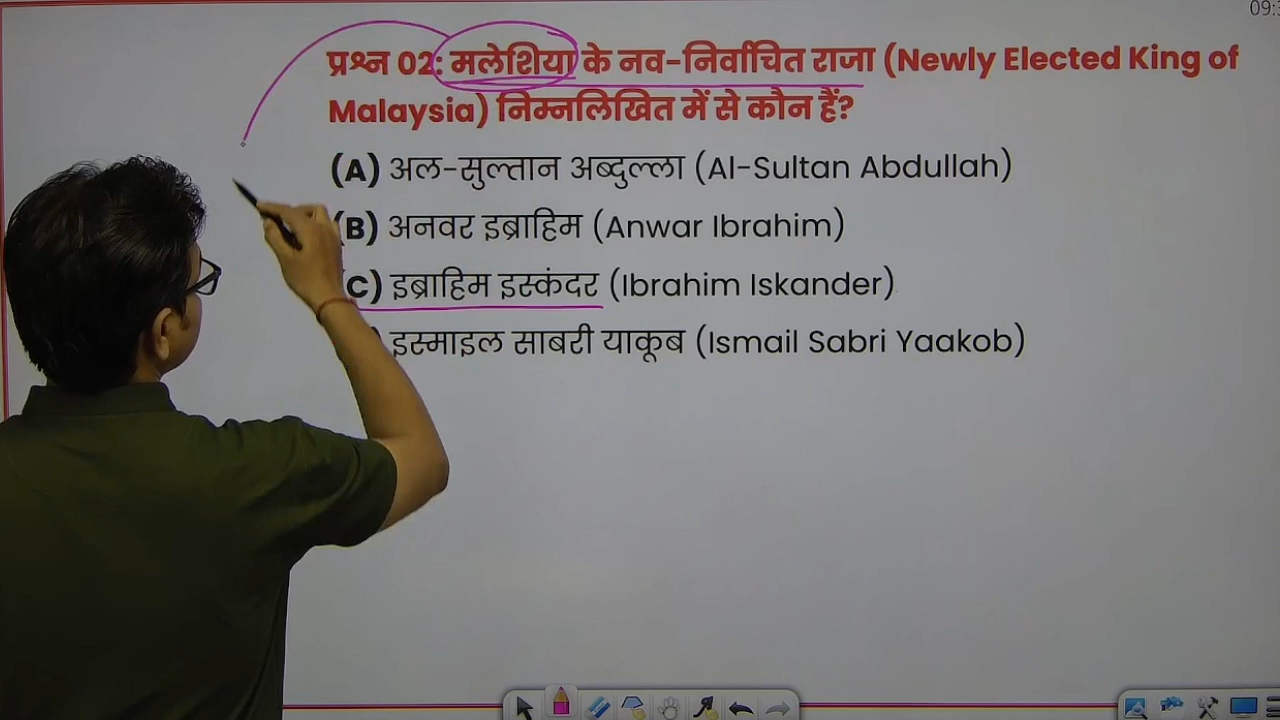 09:
प्रश्न 02: मलेशिया के नव-निर्वाचित राजा (Newly Elected King of
Malaysia) निम्नलिखित में से कौन हैं?
(A) अल-सुल्तान अब्दुल्ला (Al-Sultan Abdullah)
(B) अनवर इब्राहिम (Anwar Ibrahim)
(C) इब्राहिम इस्कंदर (Ibrahim Iskander)
इस्माइल साबरी याकूब (Ismail Sabri Yaakob)